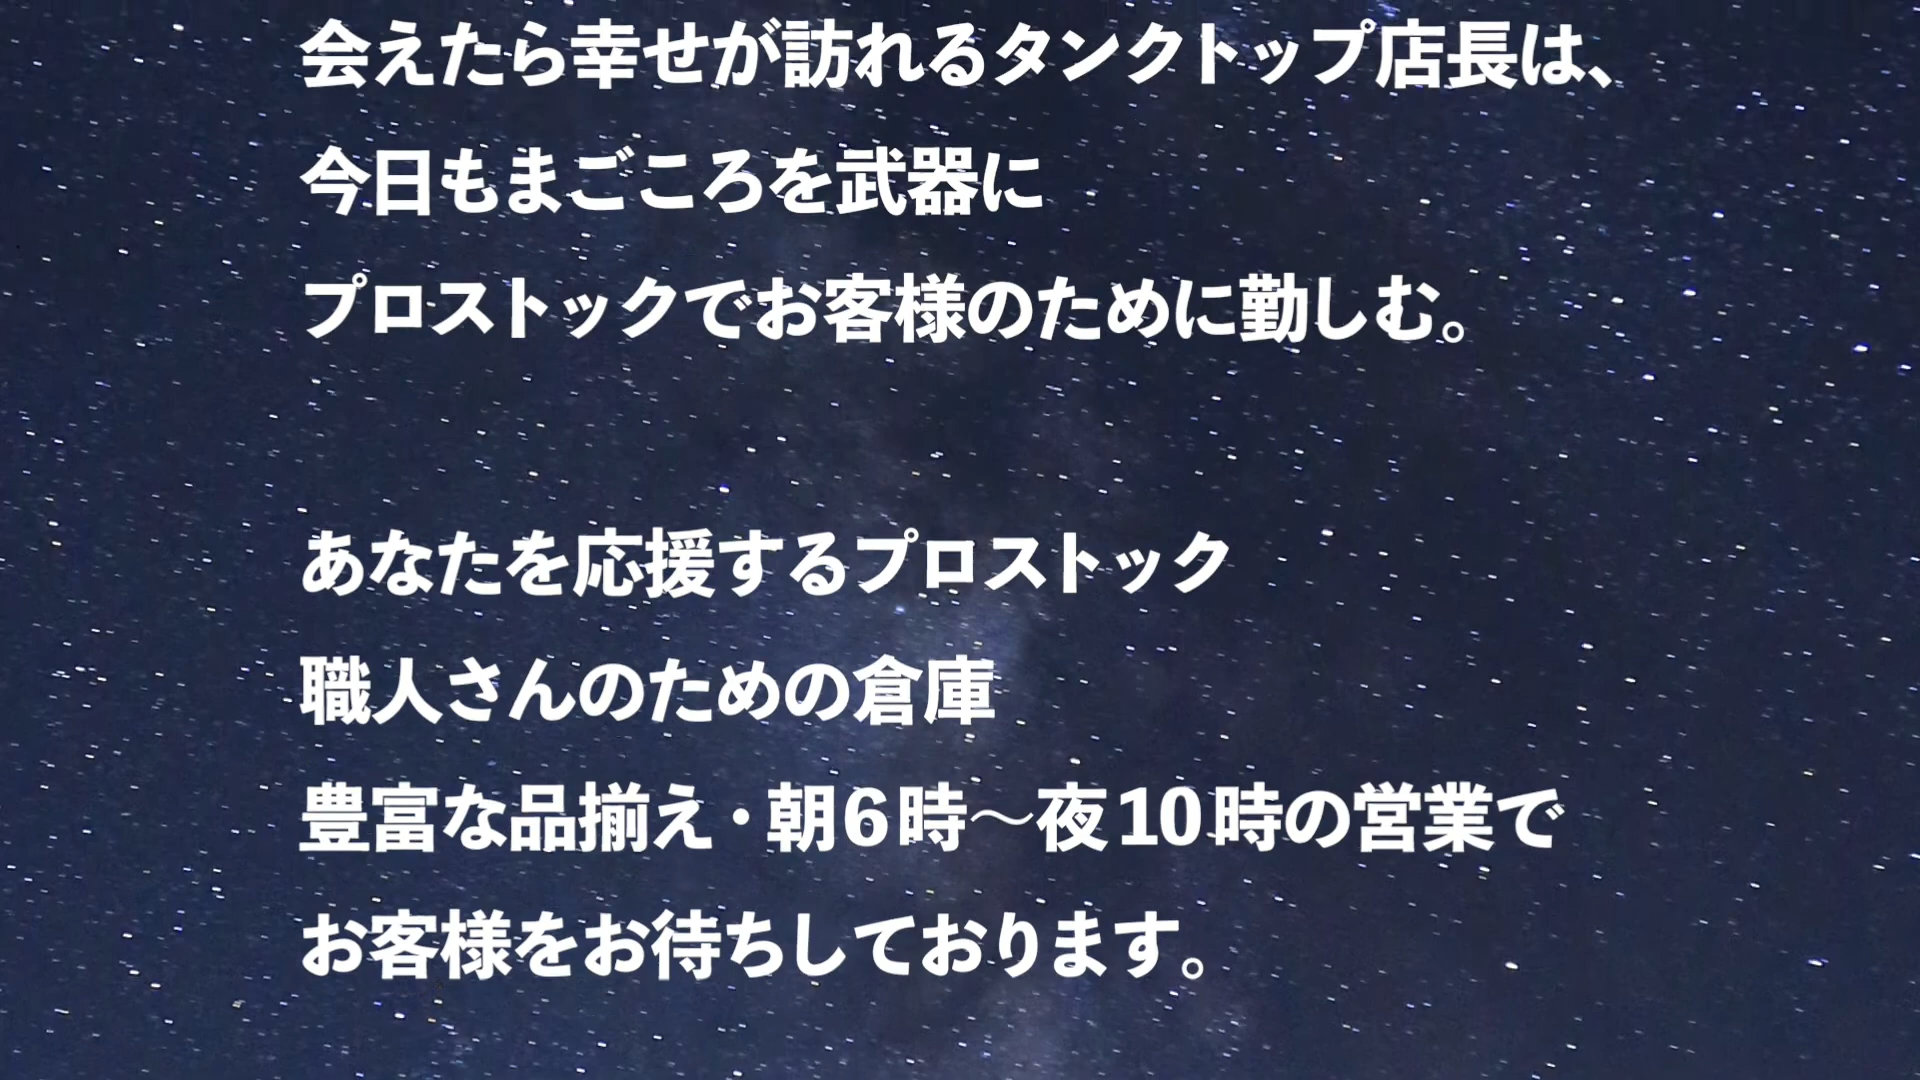 会えたら幸せが訪れるタンクトップ店長は、
今日もまごころを武器に
プロストックでお客様のために勤しむ。
あなたを応援するプロストック
職人さんのための倉庫
豊富な品揃え・朝6時〜夜10時の営業で
お客様をお待ちしております。